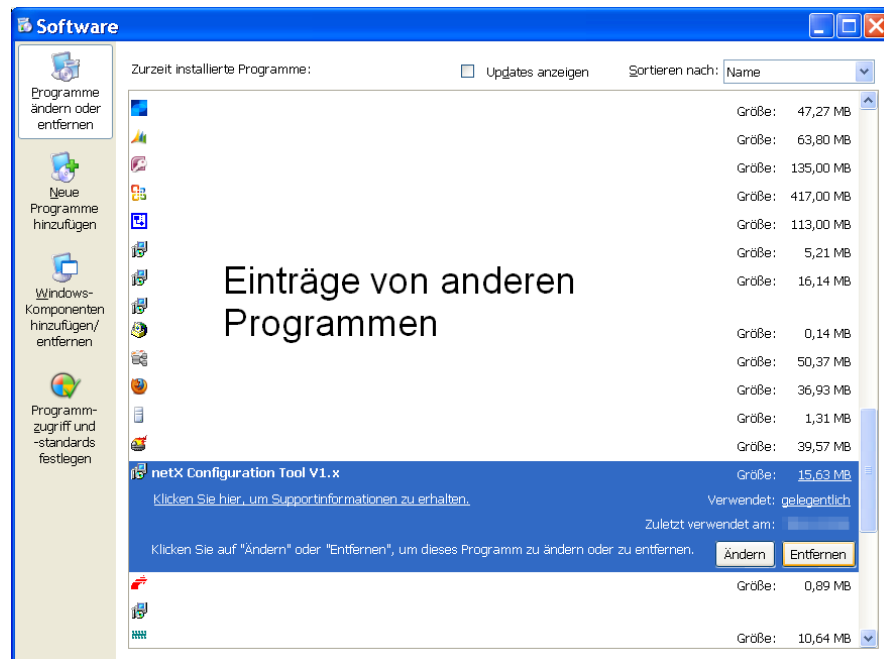 Software
Programme
ändern oder
entfernen
Neue
Programme
hinzufügen
Windows-
Komponenten
hinzufügen/
entfernen
Programm-
zugriff und
-standards
festlegen
Zurzeit installierte Programme:
Updates anzeigen
Sortieren nach: Name
Größe: 47,27 MB
Größe: 63,80 MB
Größe: 135,00 MB
Größe: 417,00 MB
Größe: 113,00 MB
Größe: 5,21 MB
Größe: 16,14 MB
Einträge von anderen
Programmen
Größe: 0,14 MB
Größe: 50,37 MB
Größe: 36,93 MB
Größe: 1,31 MB
Größe: 39,57 MB
netX Configuration Tool V1.x Größe: 15,63 MB
Klicken Sie hier, um Supportinformationen zu erhalten. Verwendet: gelegentlich
Zuletzt verwendet am:
Klicken Sie auf "Ändern" oder "Entfernen", um dieses Programm zu ändern oder zu entfernen. Ändern Entfernen
Größe: 0,89 MB
Größe: 10,64 MB